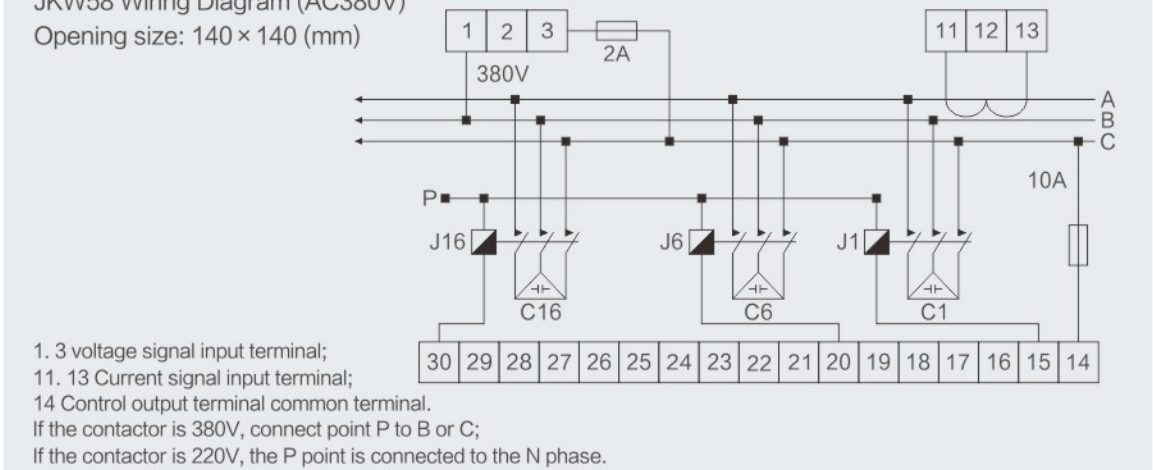 JKW58 Wiring Diagram (AC380V)
Opening size: 140 × 140 (mm)
1 2 3
2A
380V
11 12 13
A
B
C
10A
P
J16
J6
J1
C16
C6
C1
30 29 28 27 26 25 24 23 22 21 20 19 18 17 16 15 14
1. 3 voltage signal input terminal;
11. 13 Current signal input terminal;
14 Control output terminal common terminal.
If the contactor is 380V, connect point P to B or C;
If the contactor is 220V, the P point is connected to the N phase.